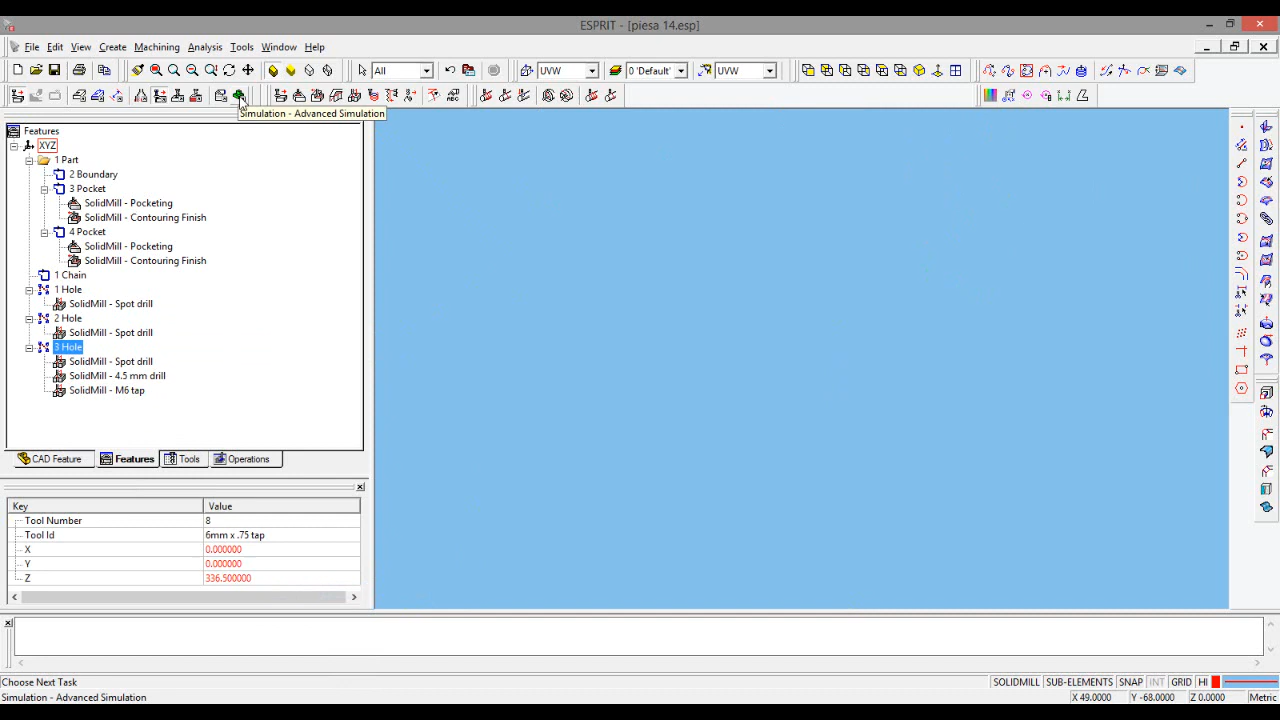 ESPRIT - [piesa 14.esp]
File Edit View Create Machining Analysis Tools Window Help
All UVW 0 'Default' UVW
Simulation - Advanced Simulation
Features
XYZ
1 Part
2 Boundary
3 Pocket
SolidMill - Pocketing
SolidMill - Contouring Finish
4 Pocket
SolidMill - Pocketing
SolidMill - Contouring Finish
1 Chain
1 Hole
SolidMill - Spot drill
2 Hole
SolidMill - Spot drill
3 Hole
SolidMill - Spot drill
SolidMill - 4.5 mm drill
SolidMill - M6 tap
CAD Feature Features Tools Operations
Key Value
Tool Number 8
Tool Id 6mm x .75 tap
X 0.000000
Y 0.000000
Z 336.500000
Choose Next Task SOLIDMILL SUB-ELEMENTS SNAP INT GRID HI
Simulation - Advanced Simulation X 49.0000 Y -68.0000 Z 0.0000 Metric